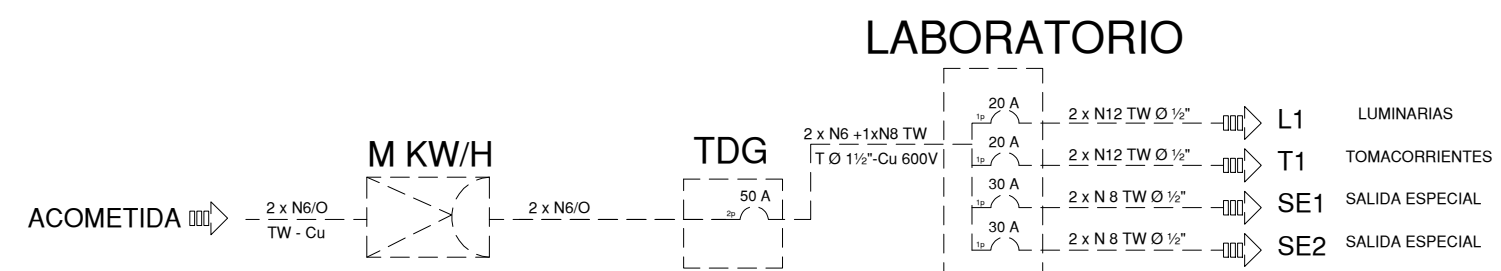 LABORATORIO
M KW/H
TDG
ACOMETIDA
2 x N6/O
TW - Cu
2 x N6/O
50 A
2p
2 x N6 +1xN8 TW
T Ø 1½"-Cu 600V
20 A
1p
2 x N12 TW Ø ½"
L1
LUMINARIAS
20 A
1p
2 x N12 TW Ø ½"
T1
TOMACORRIENTES
30 A
1p
2 x N 8 TW Ø ½"
SE1
SALIDA ESPECIAL
30 A
1p
2 x N 8 TW Ø ½"
SE2
SALIDA ESPECIAL